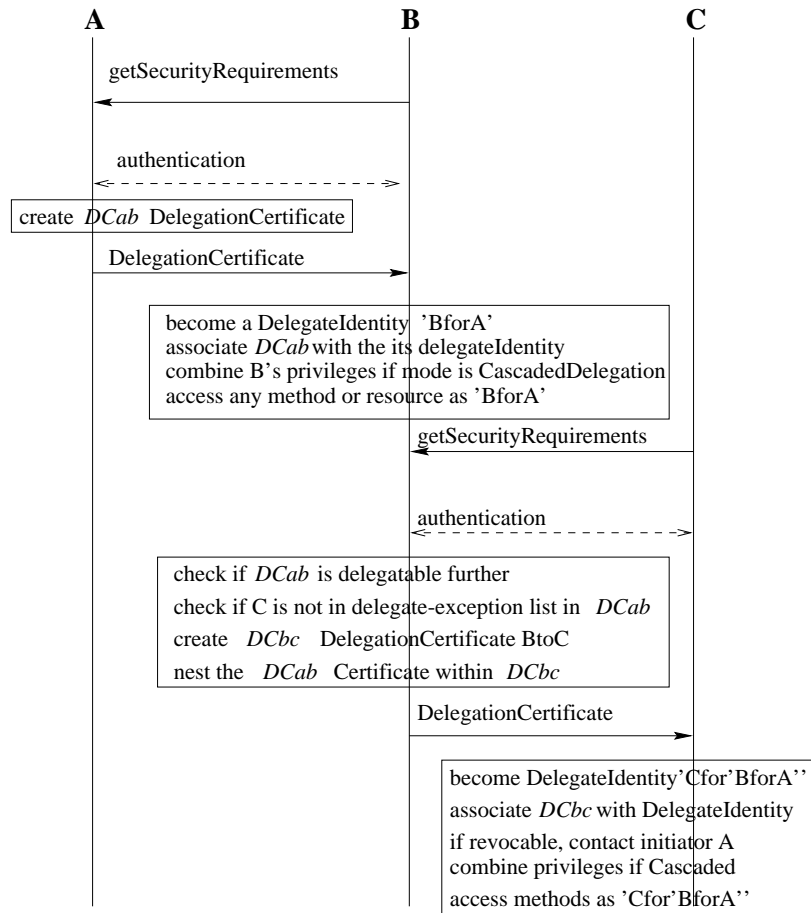 A B C
getSecurityRequirements
authentication
create DCab DelegationCertificate
DelegationCertificate
become a DelegateIdentity 'BforA'
associate DCab with the its delegateIdentity
combine B's privileges if mode is CascadedDelegation
access any method or resource as 'BforA'
getSecurityRequirements
authentication
check if DCab is delegatable further
check if C is not in delegate-exception list in DCab
create DCbc DelegationCertificate BtoC
nest the DCab Certificate within DCbc
DelegationCertificate
become DelegateIdentity'Cfor'BforA''
associate DCbc with DelegateIdentity
if revocable, contact initiator A
combine privileges if Cascaded
access methods as 'Cfor'BforA''